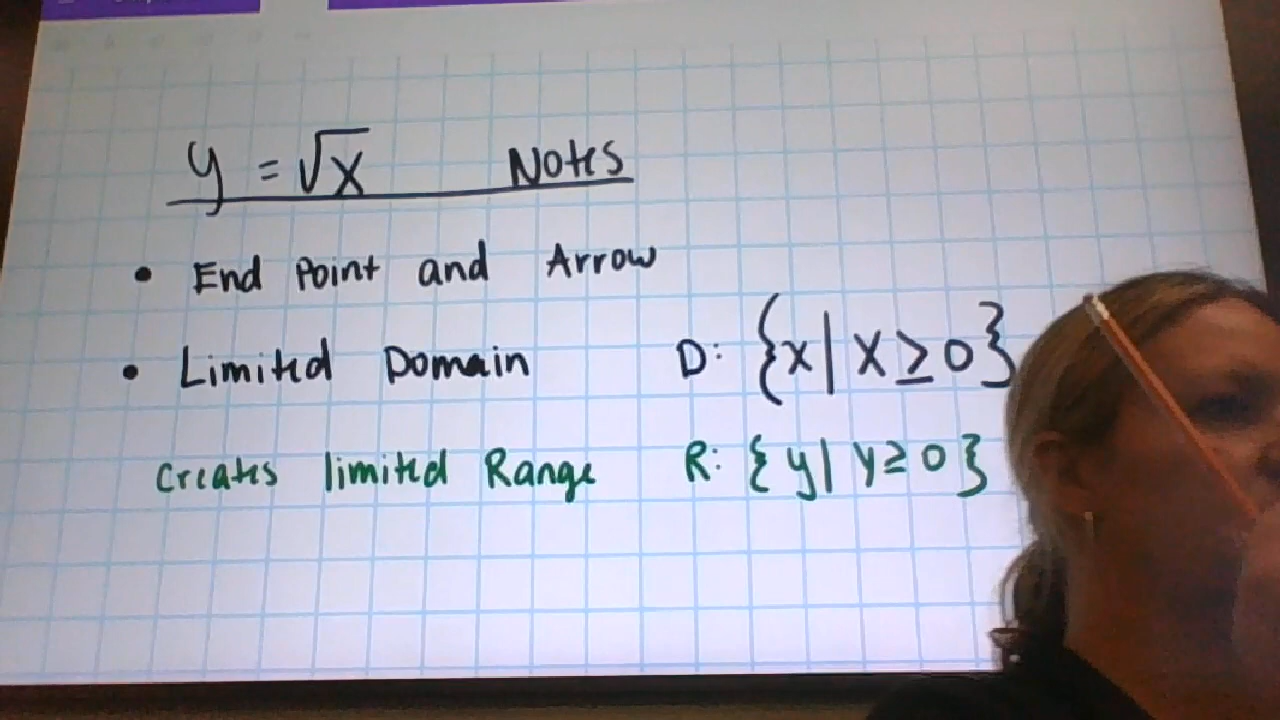 y = √x Notes
• End Point and Arrow
• Limited Domain D: {x | x ≥ 0}
Creates limited Range R: {y | y ≥ 0}